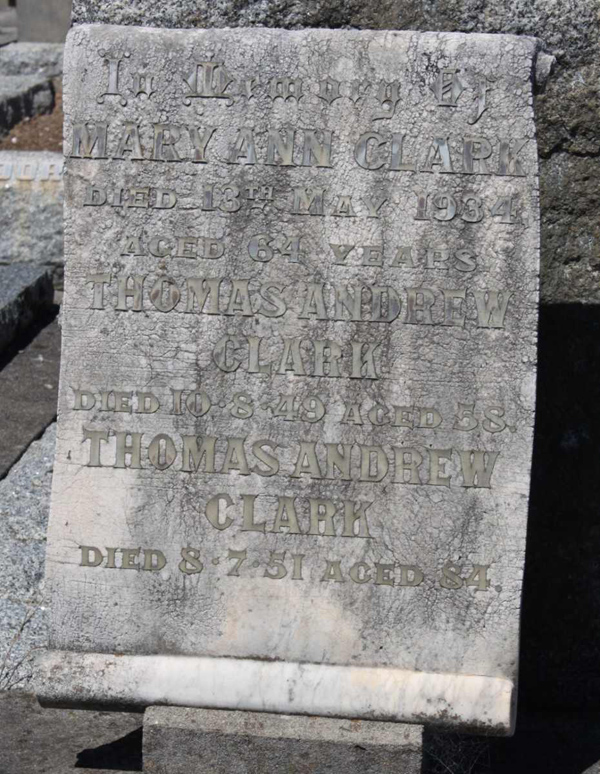 In Memory Of
MARY ANN CLARK
DIED 13TH MAY 1934
AGED 64 YEARS
THOMAS ANDREW
CLARK
DIED 10·8·49 AGED 58.
THOMAS ANDREW
CLARK
DIED 8·7·51 AGED 84.